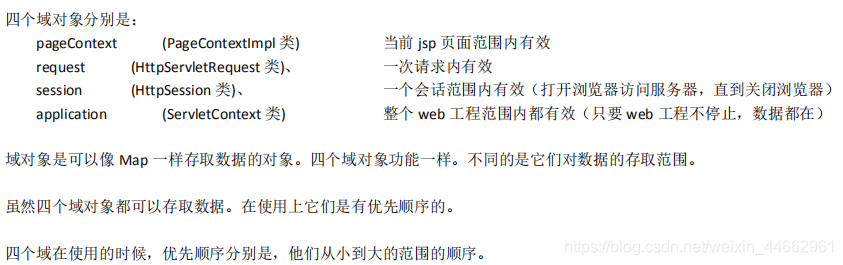 四个域对象分别是：
pageContext (PageContextImpl 类) 当前 jsp 页面范围内有效
request (HttpServletRequest 类)、 一次请求内有效
session (HttpSession 类)、 一个会话范围内有效（打开浏览器访问服务器，直到关闭浏览器）
application (ServletContext 类) 整个 web 工程范围内都有效（只要 web 工程不停止，数据都在）
域对象是可以像 Map 一样存取数据的对象。四个域对象功能一样。不同的是它们对数据的存取范围。
虽然四个域对象都可以存取数据。在使用上它们是有优先顺序的。
四个域在使用的时候，优先顺序分别是，他们从小到大的范围的顺序。
https://blog.csdn.net/weixin_44662961